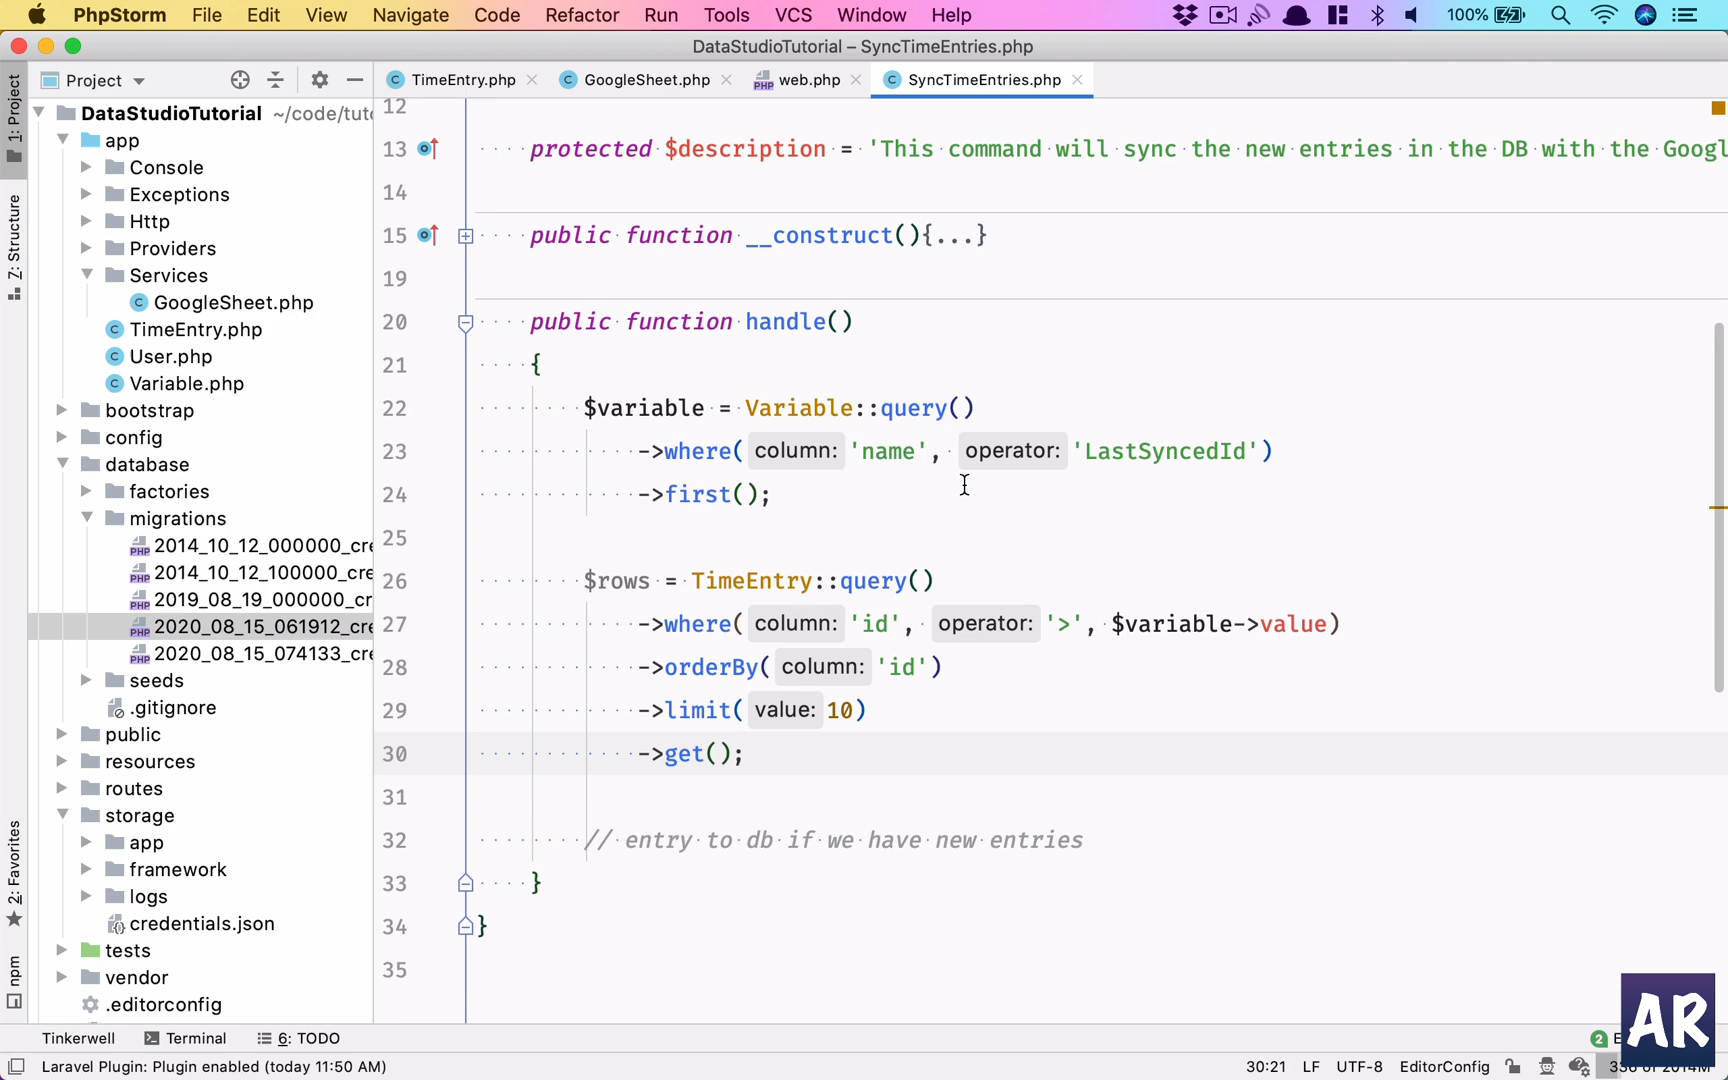 PhpStorm File Edit View Navigate Code Refactor Run Tools VCS Window Help 100%
DataStudioTutorial – SyncTimeEntries.php
Project TimeEntry.php GoogleSheet.php web.php SyncTimeEntries.php
1: Project
7: Structure
2: Favorites
npm
DataStudioTutorial ~/code/tut
app
Console
Exceptions
Http
Providers
Services
GoogleSheet.php
TimeEntry.php
User.php
Variable.php
bootstrap
config
database
factories
migrations
PHP 2014_10_12_000000_cre
PHP 2014_10_12_100000_cre
PHP 2019_08_19_000000_cr
PHP 2020_08_15_061912_cre
PHP 2020_08_15_074133_cre
seeds
.gitignore
public
resources
routes
storage
app
framework
logs
credentials.json
tests
vendor
.editorconfig
12
13 protected $description = 'This command will sync the new entries in the DB with the Googl
14
15 public function __construct(){...}
19
20 public function handle()
21 {
22 $variable = Variable::query()
23 ->where( column: 'name', operator: 'LastSyncedId')
24 ->first();
25
26 $rows = TimeEntry::query()
27 ->where( column: 'id', operator: '>', $variable->value)
28 ->orderBy( column: 'id')
29 ->limit( value: 10)
30 ->get();
31
32 // entry to db if we have new entries
33 }
34 }
35
Tinkerwell Terminal 6: TODO 2 E
Laravel Plugin: Plugin enabled (today 11:50 AM) 30:21 LF UTF-8 EditorConfig
AR